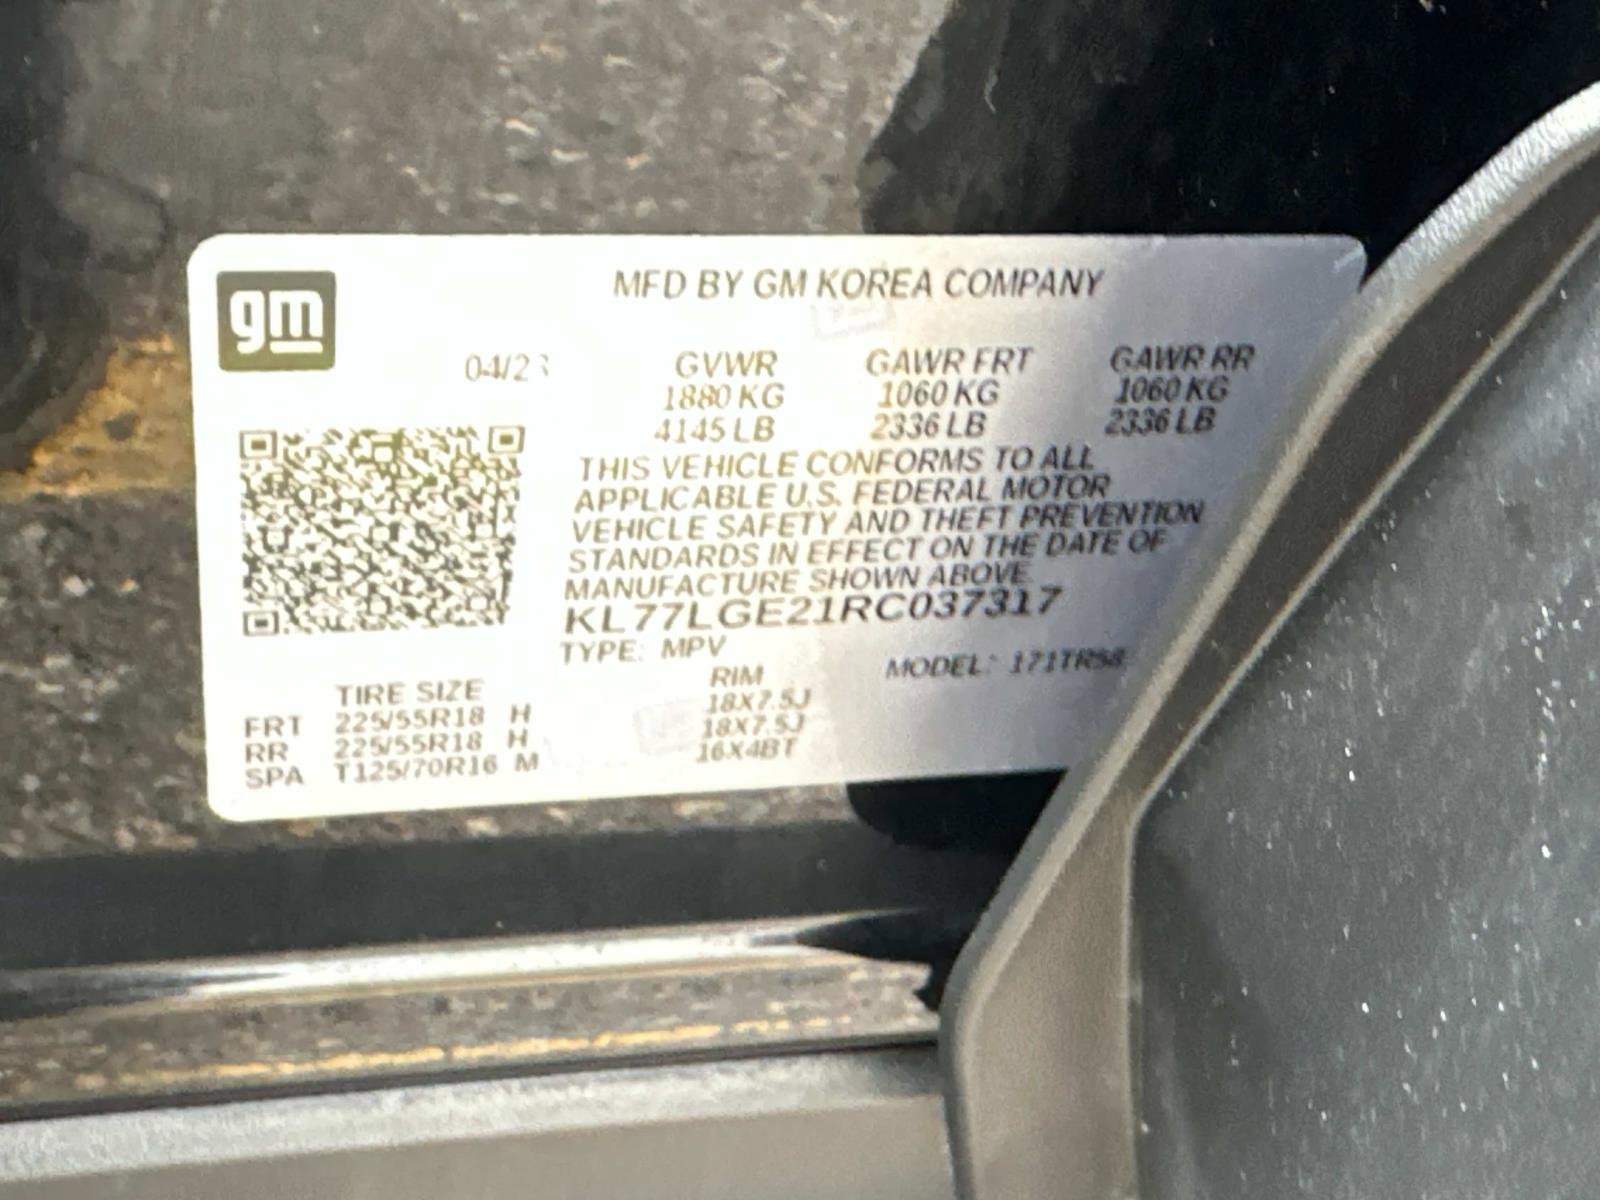 gm
MFD BY GM KOREA COMPANY
04/23 GVWR GAWR FRT GAWR RR
1880 KG 1060 KG 1060 KG
4145 LB 2336 LB 2336 LB
THIS VEHICLE CONFORMS TO ALL
APPLICABLE U.S. FEDERAL MOTOR
VEHICLE SAFETY AND THEFT PREVENTION
STANDARDS IN EFFECT ON THE DATE OF
MANUFACTURE SHOWN ABOVE.
KL77LGE21RC037317
TYPE: MPV MODEL: 171TR58
TIRE SIZE RIM
FRT 225/55R18 H 18X7.5J
RR 225/55R18 H 18X7.5J
SPA T125/70R16 M 16X4BT